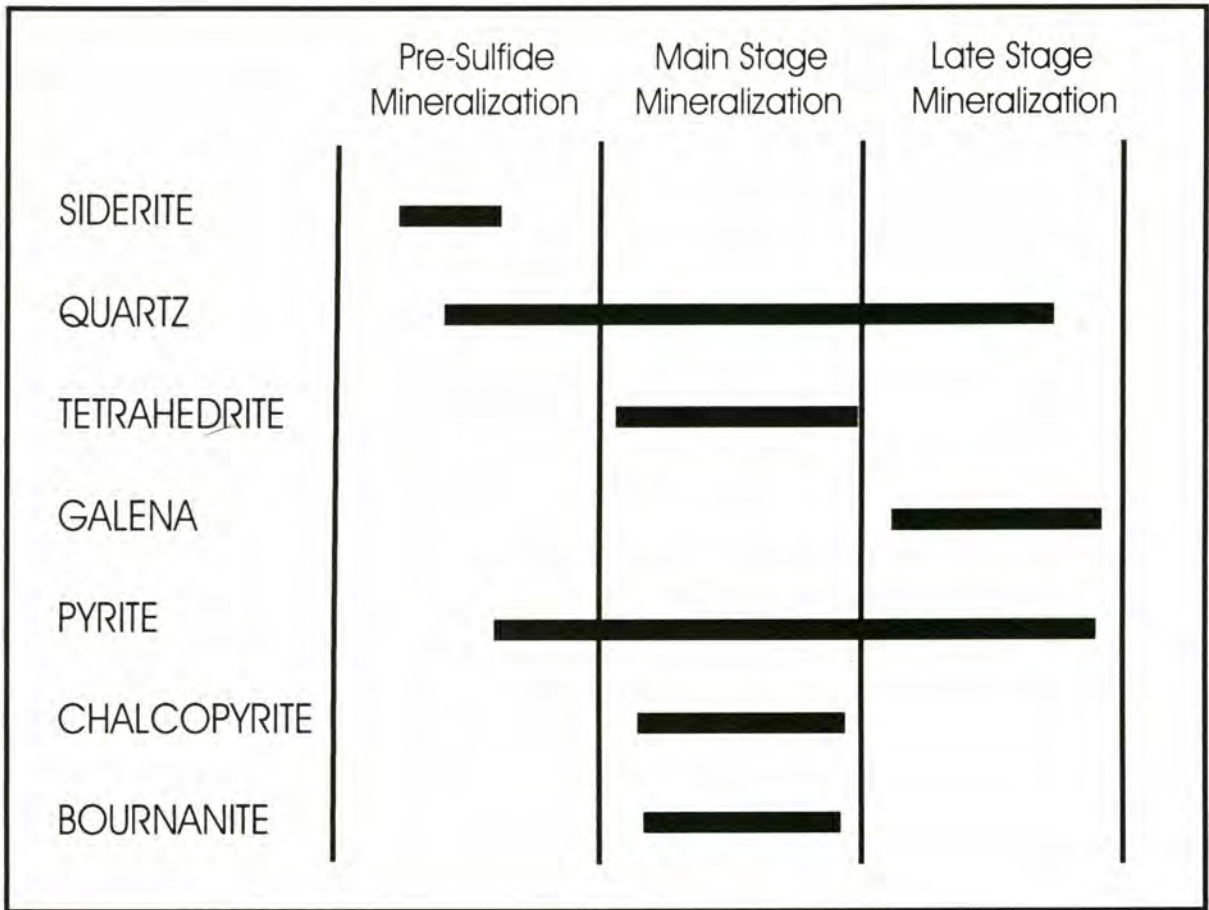 Pre-Sulfide
Mineralization
Main Stage
Mineralization
Late Stage
Mineralization
SIDERITE
QUARTZ
TETRAHEDRITE
GALENA
PYRITE
CHALCOPYRITE
BOURNANITE